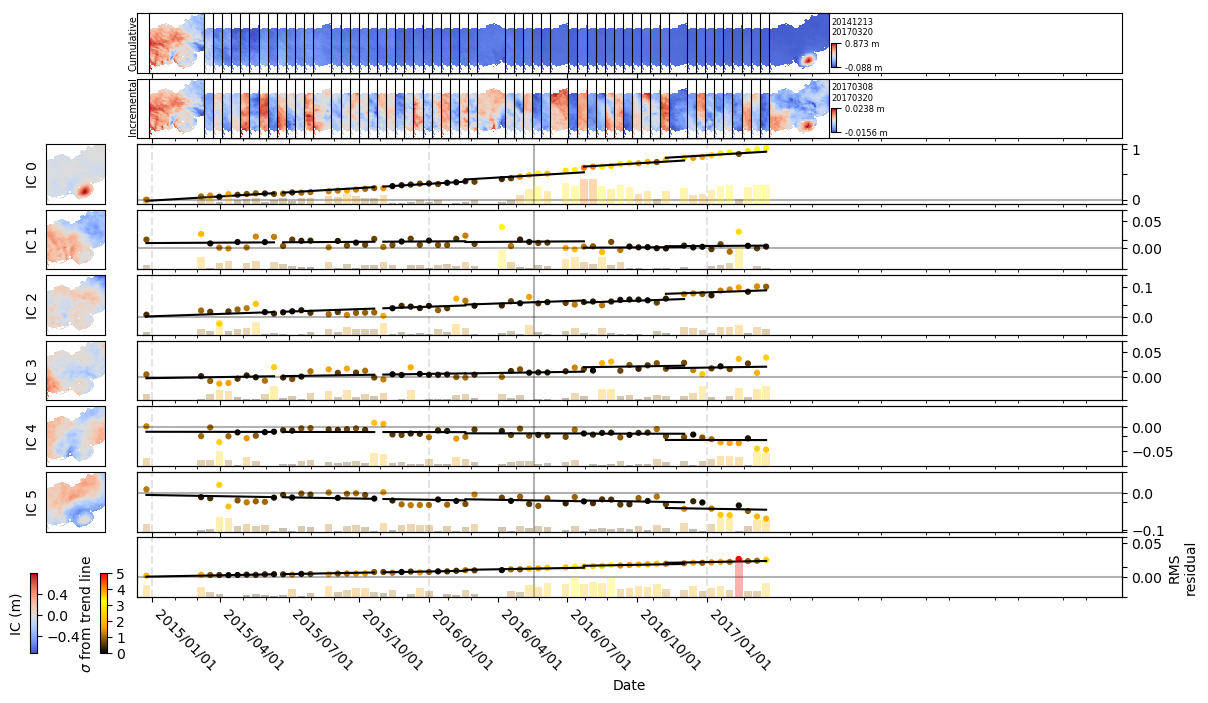 Cumulative
20141213
20170320
0.873 m
-0.088 m
Incremental
20170308
20170320
0.0238 m
-0.0156 m
IC 0
1
0
IC 1
0.05
0.00
IC 2
0.1
0.0
IC 3
0.05
0.00
IC 4
0.00
−0.05
IC 5
0.0
−0.1
0.05
0.00
RMS
residual
IC (m)
0.4
0.0
−0.4
σ from trend line
5
4
3
2
1
0
2015/01/01
2015/04/01
2015/07/01
2015/10/01
2016/01/01
2016/04/01
2016/07/01
2016/10/01
2017/01/01
Date